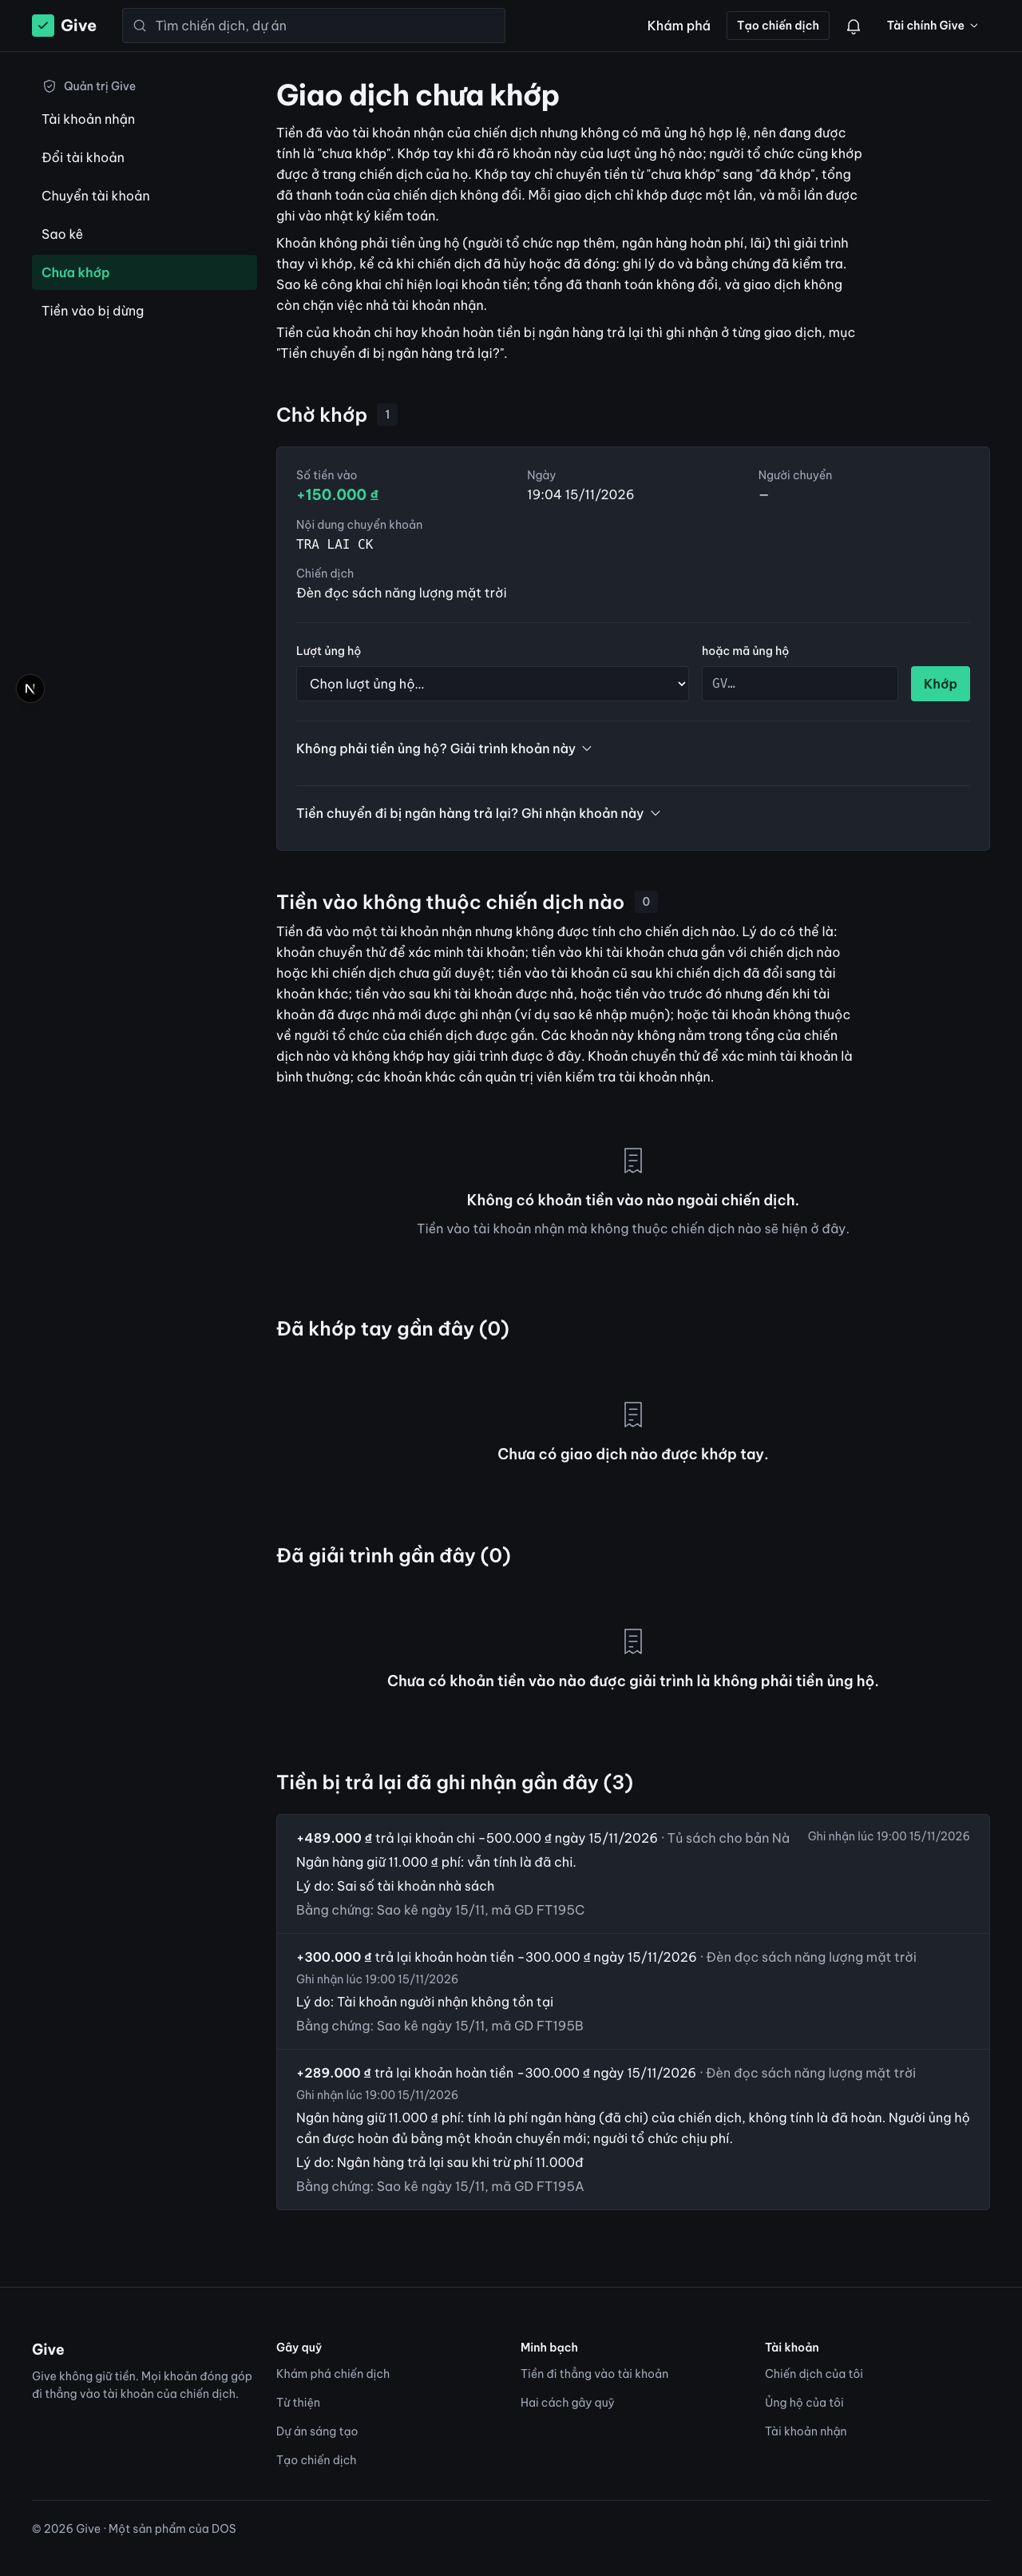 Give
Tìm chiến dịch, dự án
Khám phá
Tạo chiến dịch
Tài chính Give
Quản trị Give
Tài khoản nhận
Đổi tài khoản
Chuyển tài khoản
Sao kê
Chưa khớp
Tiền vào bị dừng
Giao dịch chưa khớp
Tiền đã vào tài khoản nhận của chiến dịch nhưng không có mã ủng hộ hợp lệ, nên đang được
tính là "chưa khớp". Khớp tay khi đã rõ khoản này của lượt ủng hộ nào; người tổ chức cũng khớp
được ở trang chiến dịch của họ. Khớp tay chỉ chuyển tiền từ "chưa khớp" sang "đã khớp", tổng
đã thanh toán của chiến dịch không đổi. Mỗi giao dịch chỉ khớp được một lần, và mỗi lần được
ghi vào nhật ký kiểm toán.
Khoản không phải tiền ủng hộ (người tổ chức nạp thêm, ngân hàng hoàn phí, lãi) thì giải trình
thay vì khớp, kể cả khi chiến dịch đã hủy hoặc đã đóng: ghi lý do và bằng chứng đã kiểm tra.
Sao kê công khai chỉ hiện loại khoản tiền; tổng đã thanh toán không đổi, và giao dịch không
còn chặn việc nhả tài khoản nhận.
Tiền của khoản chi hay khoản hoàn tiền bị ngân hàng trả lại thì ghi nhận ở từng giao dịch, mục
"Tiền chuyển đi bị ngân hàng trả lại?".
Chờ khớp 1
Số tiền vào
+150.000 ₫
Ngày
19:04 15/11/2026
Người chuyển
—
Nội dung chuyển khoản
TRA LAI CK
Chiến dịch
Đèn đọc sách năng lượng mặt trời
Lượt ủng hộ
Chọn lượt ủng hộ…
hoặc mã ủng hộ
GV…
Khớp
Không phải tiền ủng hộ? Giải trình khoản này
Tiền chuyển đi bị ngân hàng trả lại? Ghi nhận khoản này
Tiền vào không thuộc chiến dịch nào 0
Tiền đã vào một tài khoản nhận nhưng không được tính cho chiến dịch nào. Lý do có thể là:
khoản chuyển thử để xác minh tài khoản; tiền vào khi tài khoản chưa gắn với chiến dịch nào
hoặc khi chiến dịch chưa gửi duyệt; tiền vào tài khoản cũ sau khi chiến dịch đã đổi sang tài
khoản khác; tiền vào sau khi tài khoản được nhả, hoặc tiền vào trước đó nhưng đến khi tài
khoản đã được nhả mới được ghi nhận (ví dụ sao kê nhập muộn); hoặc tài khoản không thuộc
về người tổ chức của chiến dịch được gắn. Các khoản này không nằm trong tổng của chiến
dịch nào và không khớp hay giải trình được ở đây. Khoản chuyển thử để xác minh tài khoản là
bình thường; các khoản khác cần quản trị viên kiểm tra tài khoản nhận.
Không có khoản tiền vào nào ngoài chiến dịch.
Tiền vào tài khoản nhận mà không thuộc chiến dịch nào sẽ hiện ở đây.
Đã khớp tay gần đây (0)
Chưa có giao dịch nào được khớp tay.
Đã giải trình gần đây (0)
Chưa có khoản tiền vào nào được giải trình là không phải tiền ủng hộ.
Tiền bị trả lại đã ghi nhận gần đây (3)
+489.000 ₫ trả lại khoản chi -500.000 ₫ ngày 15/11/2026 · Tủ sách cho bản Nà
Ghi nhận lúc 19:00 15/11/2026
Ngân hàng giữ 11.000 ₫ phí: vẫn tính là đã chi.
Lý do: Sai số tài khoản nhà sách
Bằng chứng: Sao kê ngày 15/11, mã GD FT195C
+300.000 ₫ trả lại khoản hoàn tiền -300.000 ₫ ngày 15/11/2026 · Đèn đọc sách năng lượng mặt trời
Ghi nhận lúc 19:00 15/11/2026
Lý do: Tài khoản người nhận không tồn tại
Bằng chứng: Sao kê ngày 15/11, mã GD FT195B
+289.000 ₫ trả lại khoản hoàn tiền -300.000 ₫ ngày 15/11/2026 · Đèn đọc sách năng lượng mặt trời
Ghi nhận lúc 19:00 15/11/2026
Ngân hàng giữ 11.000 ₫ phí: tính là phí ngân hàng (đã chi) của chiến dịch, không tính là đã hoàn. Người ủng hộ
cần được hoàn đủ bằng một khoản chuyển mới; người tổ chức chịu phí.
Lý do: Ngân hàng trả lại sau khi trừ phí 11.000đ
Bằng chứng: Sao kê ngày 15/11, mã GD FT195A
Give
Give không giữ tiền. Mọi khoản đóng góp
đi thẳng vào tài khoản của chiến dịch.
Gây quỹ
Khám phá chiến dịch
Từ thiện
Dự án sáng tạo
Tạo chiến dịch
Minh bạch
Tiền đi thẳng vào tài khoản
Hai cách gây quỹ
Tài khoản
Chiến dịch của tôi
Ủng hộ của tôi
Tài khoản nhận
© 2026 Give · Một sản phẩm của DOS